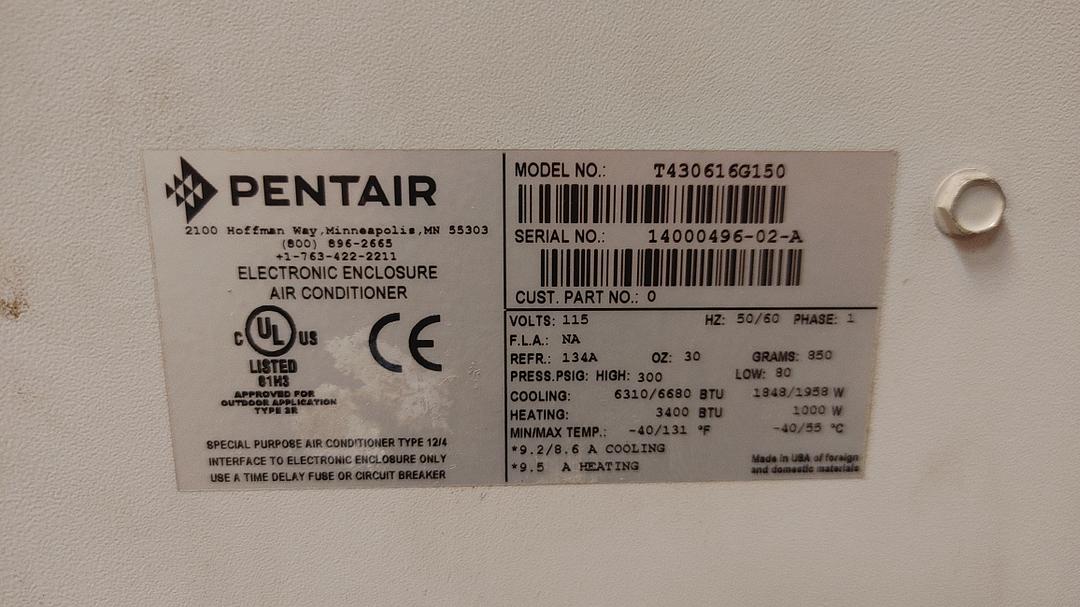 PENTAIR
2100 Hoffman Way,Minneapolis,MN 55303
(800) 896-2665
+1-763-422-2211
ELECTRONIC ENCLOSURE
AIR CONDITIONER
C UL US
LISTED
61H3
APPROVED FOR
OUTDOOR APPLICATION
TYPE 3R
CE
SPECIAL PURPOSE AIR CONDITIONER TYPE 12/4
INTERFACE TO ELECTRONIC ENCLOSURE ONLY
USE A TIME DELAY FUSE OR CIRCUIT BREAKER
MODEL NO.: T430616G150
SERIAL NO.: 14000496-02-A
CUST. PART NO.: 0
VOLTS: 115 HZ: 50/60 PHASE: 1
F.L.A.: NA
REFR.: 134A OZ: 30 GRAMS: 850
PRESS.PSIG: HIGH: 300 LOW: 80
COOLING: 6310/6680 BTU 1848/1958 W
HEATING: 3400 BTU 1000 W
MIN/MAX TEMP.: -40/131 °F -40/55 °C
*9.2/8.6 A COOLING
*9.5 A HEATING
Made in USA of foreign
and domestic materials